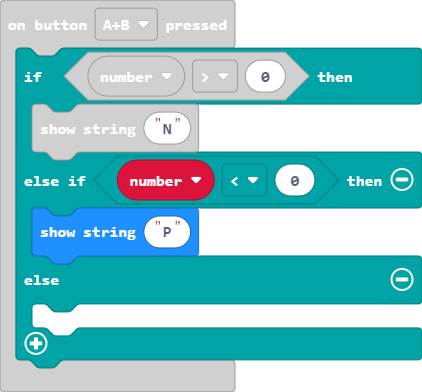 on button A+B pressed
if number > 0 then
show string "N"
else if number < 0 then
show string "P"
else